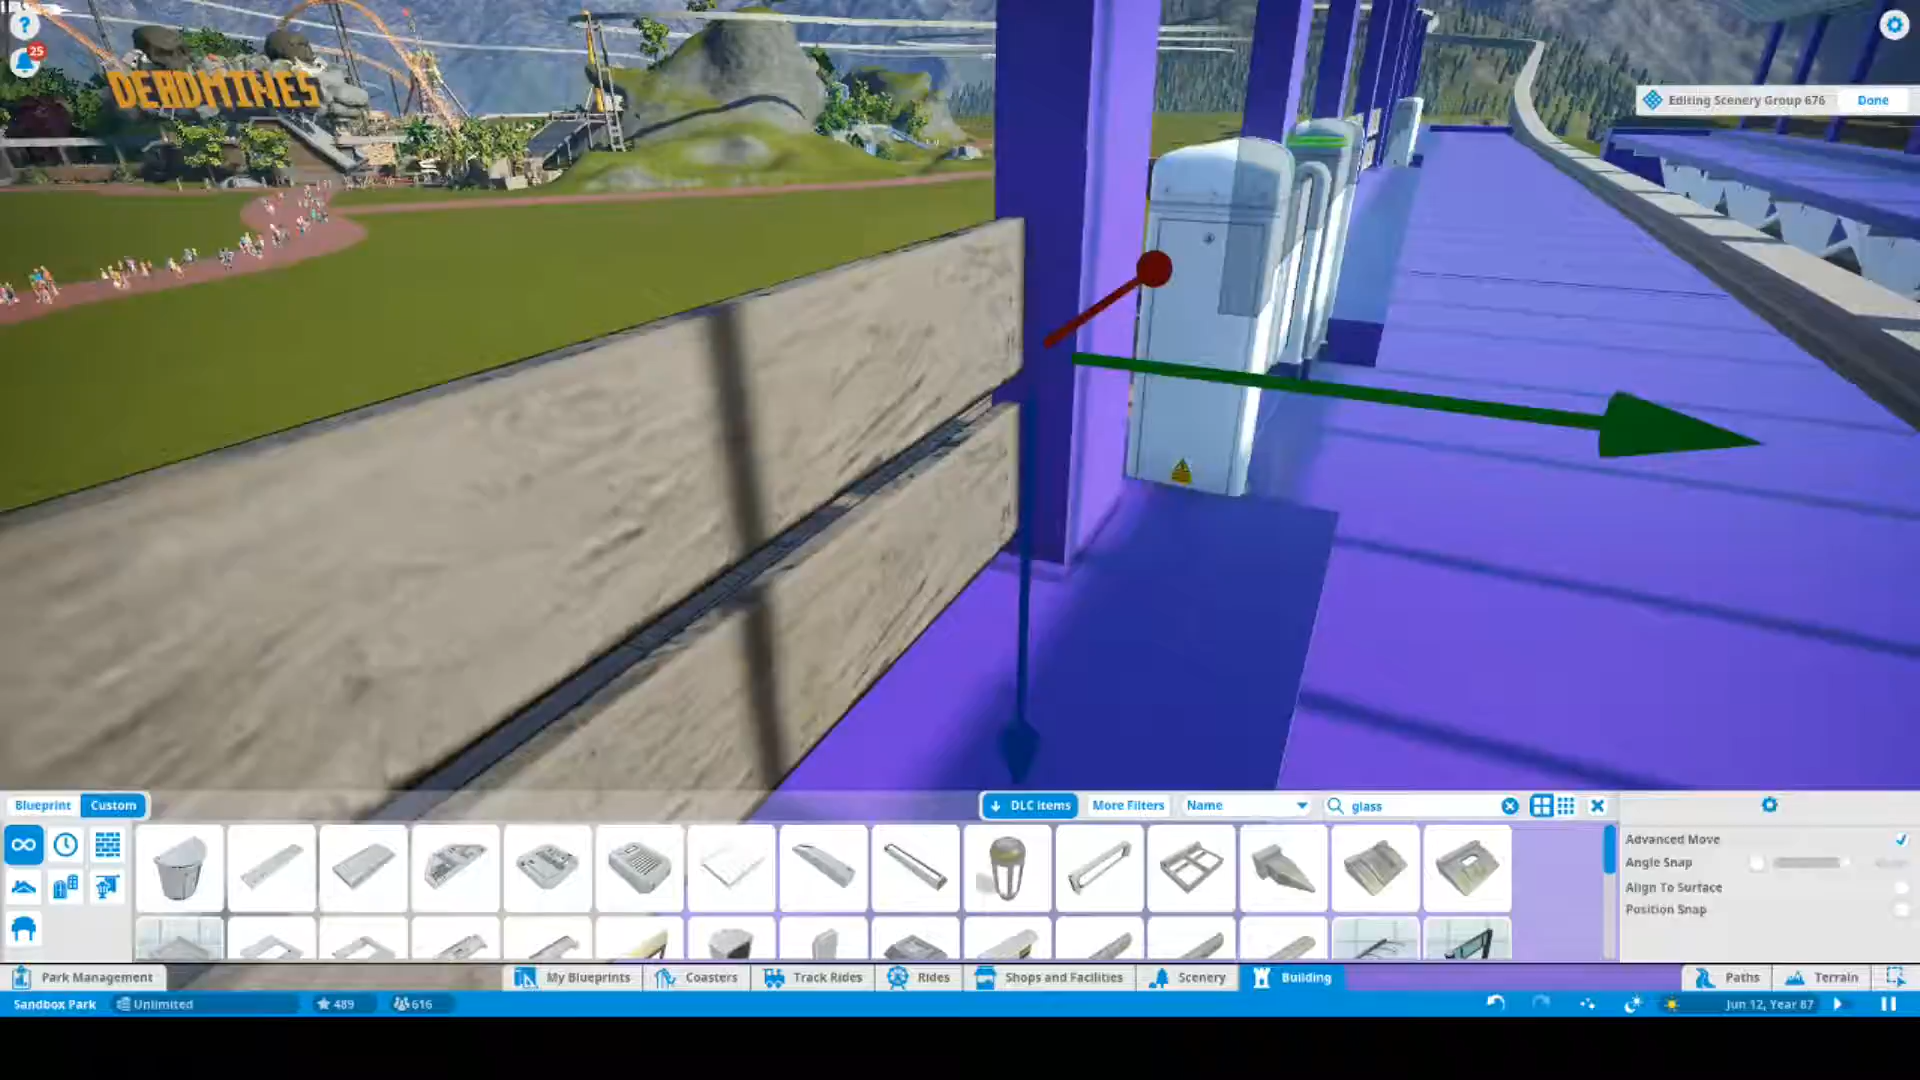 ?
25
DEADMINES
Editing Scenery Group 676
Done
Blueprint
Custom
DLC Items
More Filters
Name
glass
Advanced Move
Angle Snap
Align To Surface
Position Snap
Park Management
My Blueprints
Coasters
Track Rides
Rides
Shops and Facilities
Scenery
Building
Paths
Terrain
Sandbox Park
Unlimited
489
616
Jun 12, Year 87